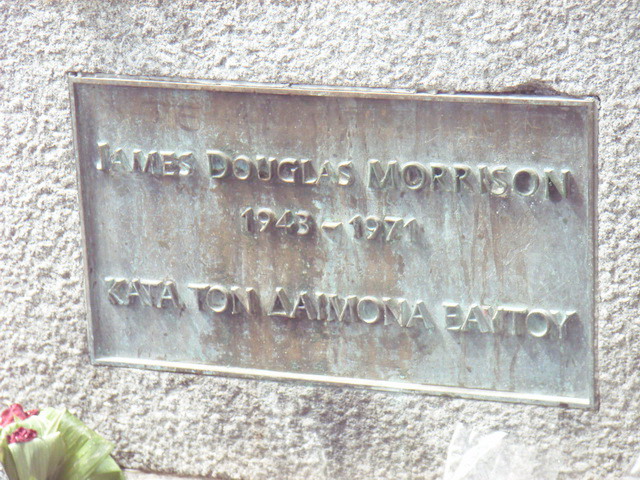 JAMES DOUGLAS MORRISON
1943 - 1971
ΚΑΤΑ ΤΟΝ ΔΑΙΜΟΝΑ ΕΑΥΤΟΥ